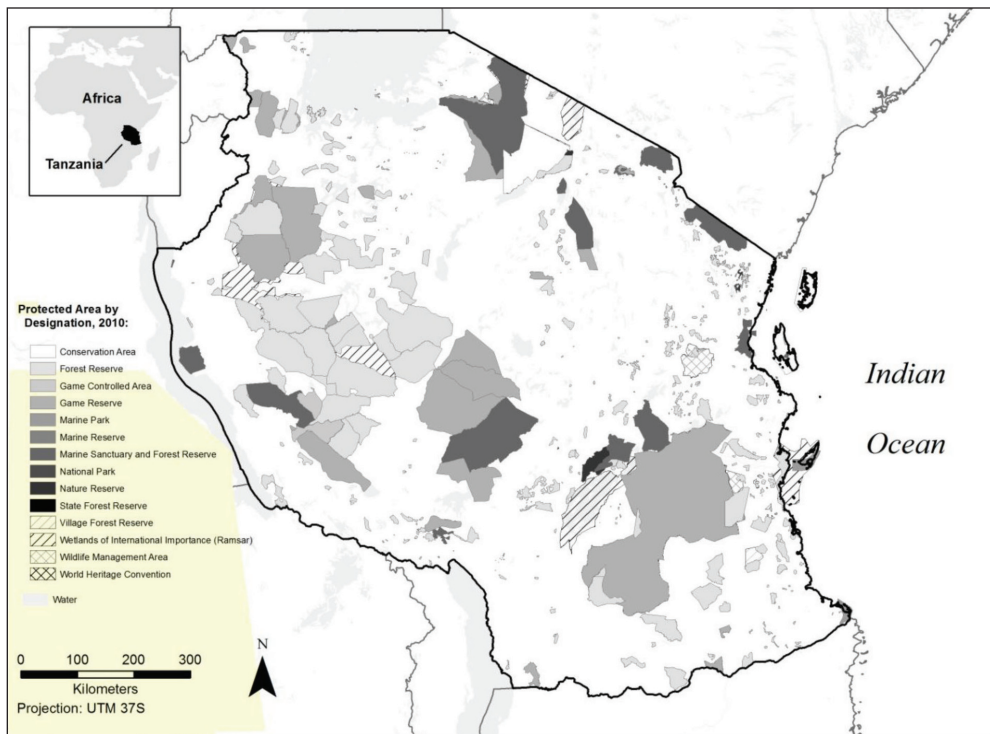 Africa
Tanzania
Protected Area by
Designation, 2010:
Conservation Area
Forest Reserve
Game Controlled Area
Game Reserve
Marine Park
Marine Reserve
Marine Sanctuary and Forest Reserve
National Park
Nature Reserve
State Forest Reserve
Village Forest Reserve
Wetlands of International Importance (Ramsar)
Wildlife Management Area
World Heritage Convention
Water
0 100 200 300
Kilometers
Projection: UTM 37S
N
Indian
Ocean